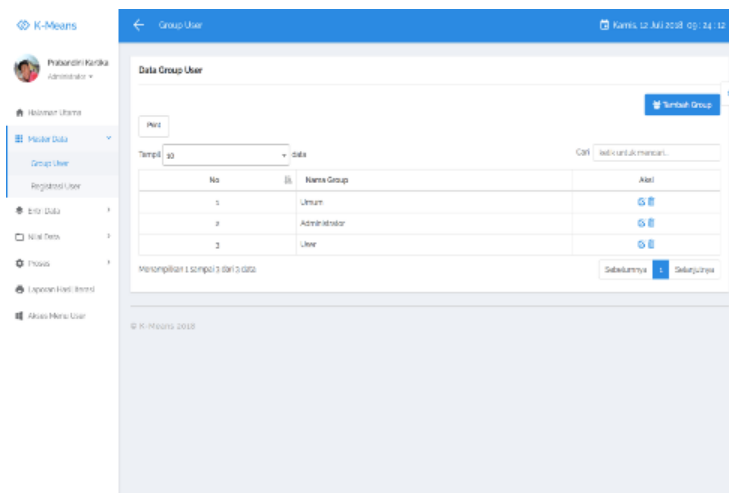 K-Means
Group User
Kamis, 12 Juli 2018 09 : 24 : 12
Prabandini Kartika
Administrator
Halaman Utama
Master Data
Group User
Registrasi User
Entri Data
Nilai Data
Proses
Laporan Hasil Iterasi
Akses Menu User
Data Group User
Tambah Group
Print
Tampil 10 data
Cari ketik untuk mencari..
No Nama Group Aksi
1 Umum
2 Administrator
3 User
Menampilkan 1 sampai 3 dari 3 data
Sebelumnya 1 Selanjutnya
© K-Means 2018